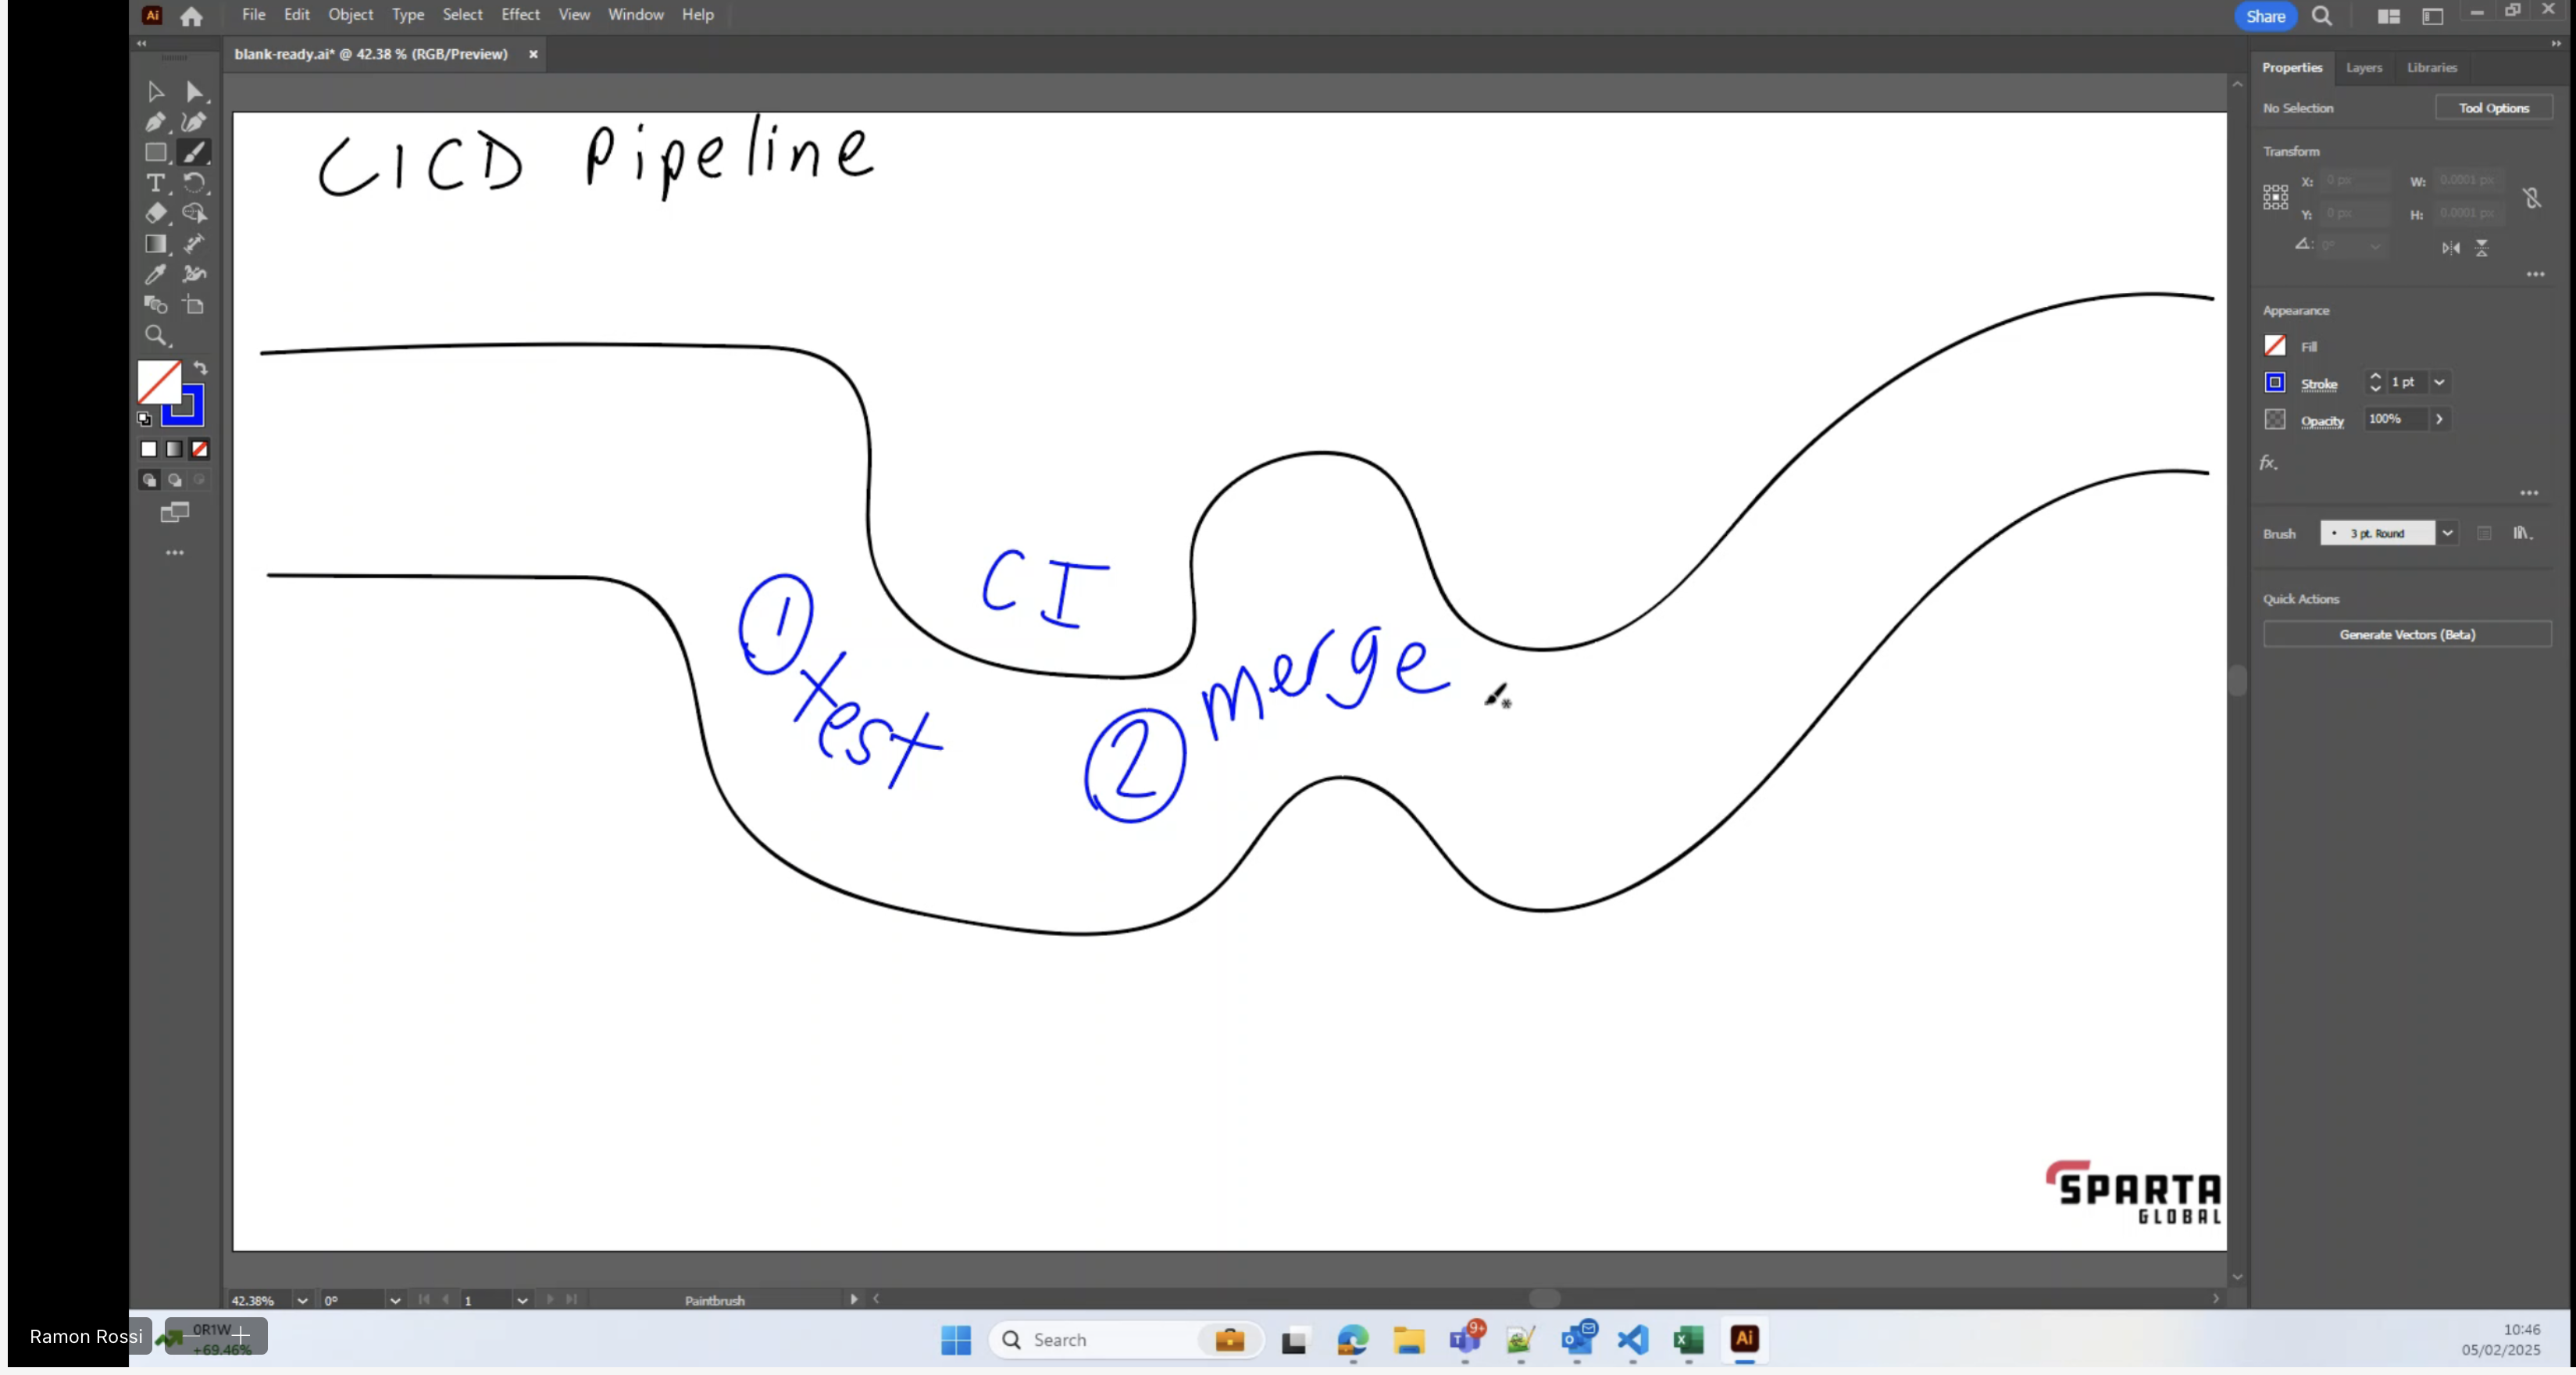 Ai File Edit Object Type Select Effect View Window Help Share
blank-ready.ai* @ 42.38 % (RGB/Preview) ×
CICD Pipeline
CI
1 test
2 merge
SPARTA
GLOBAL
Properties Layers Libraries
No Selection Tool Options
Transform
X: 0 px W: 0.0001 px
Y: 0 px H: 0.0001 px
0°
Appearance
Fill
Stroke 1 pt
Opacity 100%
fx.
Brush 3 pt. Round
Quick Actions
Generate Vectors (Beta)
42.38% 0° 1 Paintbrush
Ramon Rossi
0R1W
+69.46%
Search
9+
Ai
10:46
05/02/2025